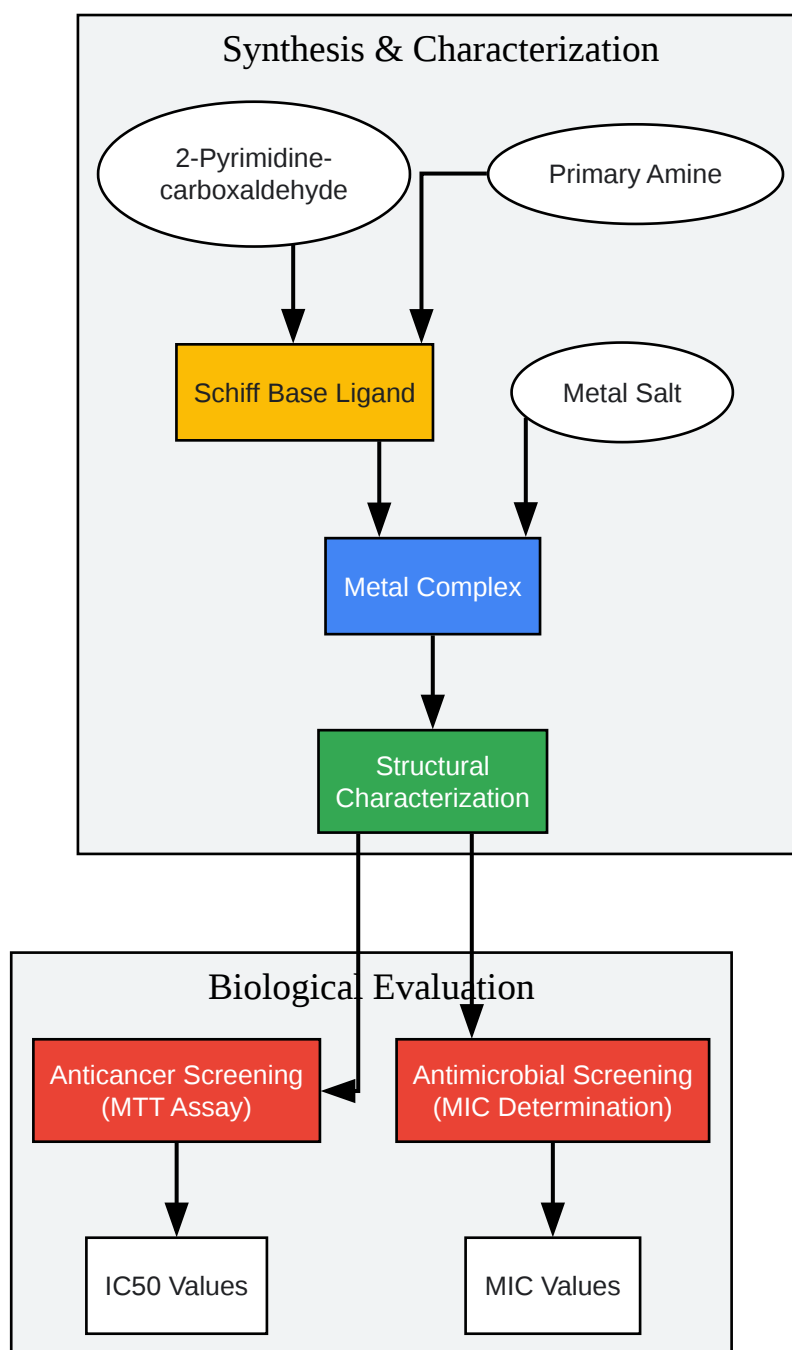 Synthesis & Characterization
2-Pyrimidine-
carboxaldehyde
Primary Amine
Schiff Base Ligand
Metal Salt
Metal Complex
Structural
Characterization
Biological Evaluation
Anticancer Screening
(MTT Assay)
Antimicrobial Screening
(MIC Determination)
IC50 Values
MIC Values